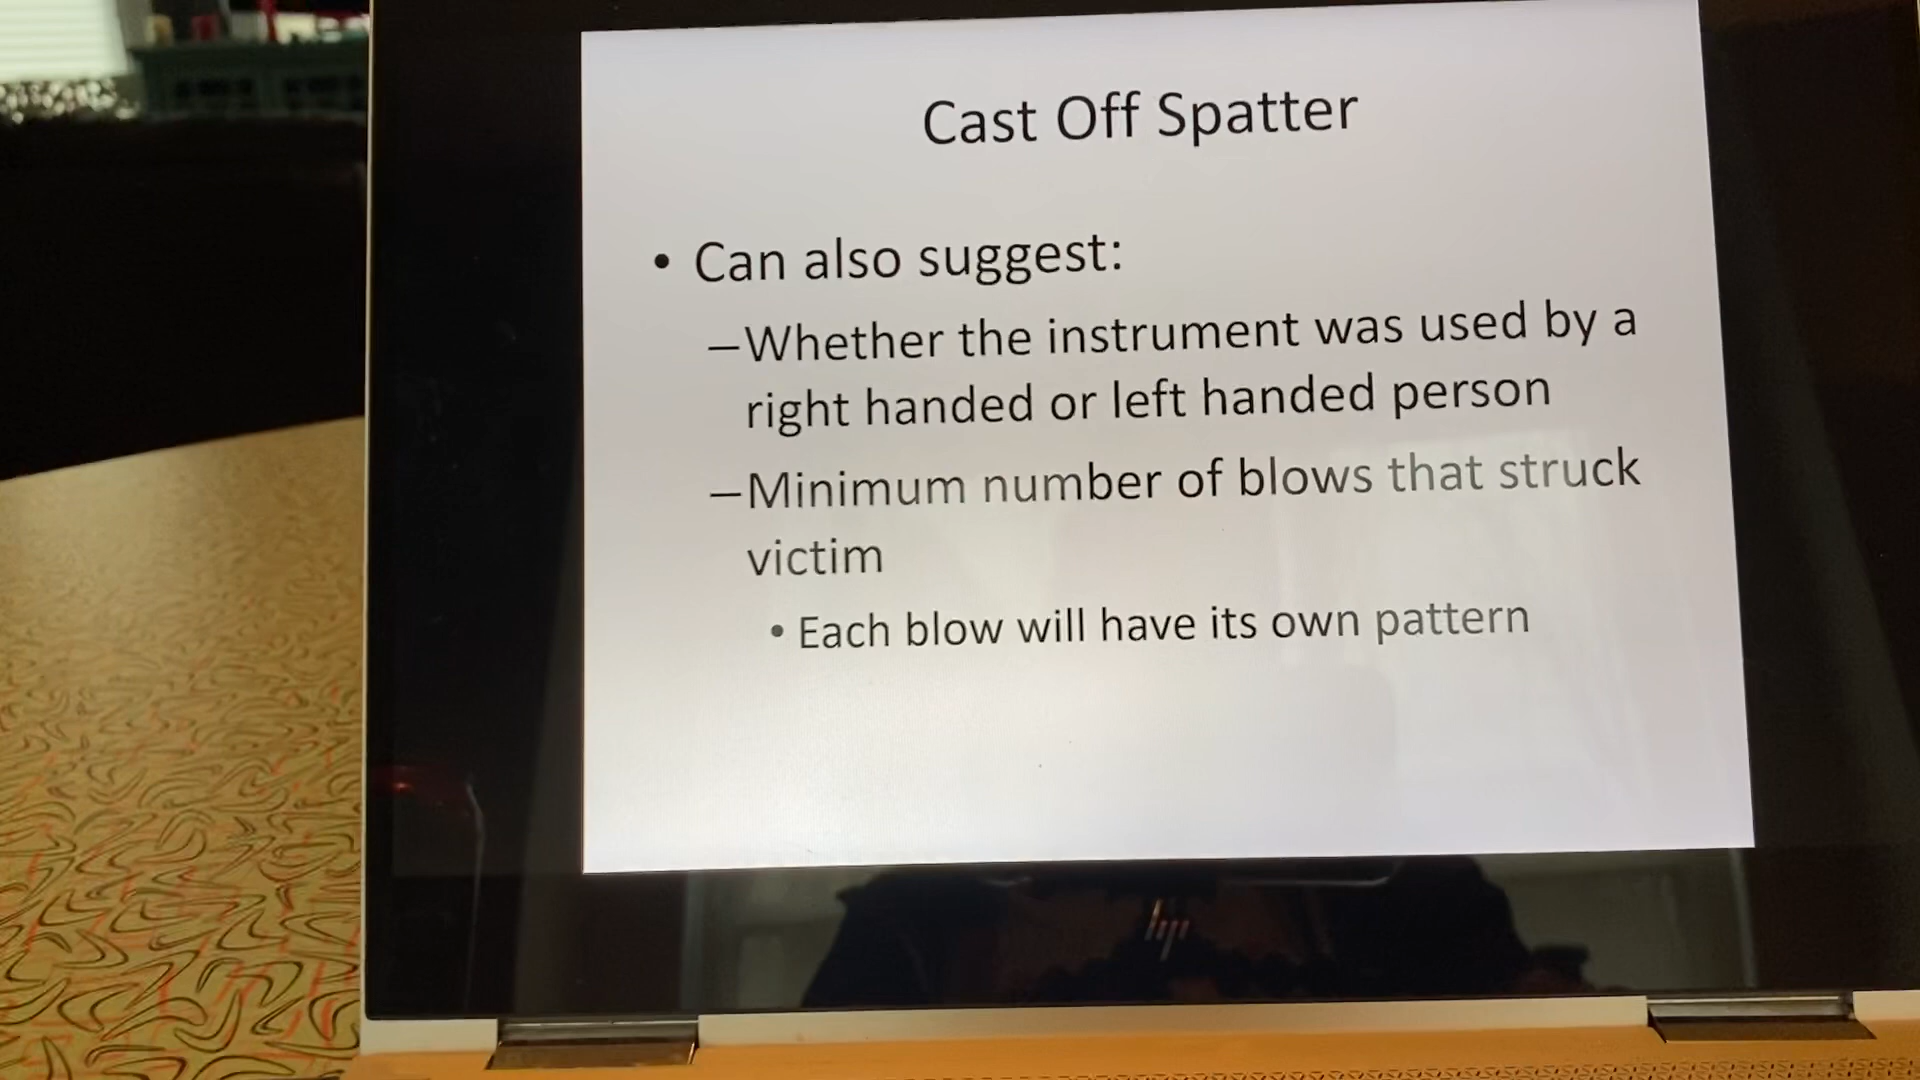 Cast Off Spatter
• Can also suggest:
–Whether the instrument was used by a
right handed or left handed person
–Minimum number of blows that struck
victim
• Each blow will have its own pattern
hp